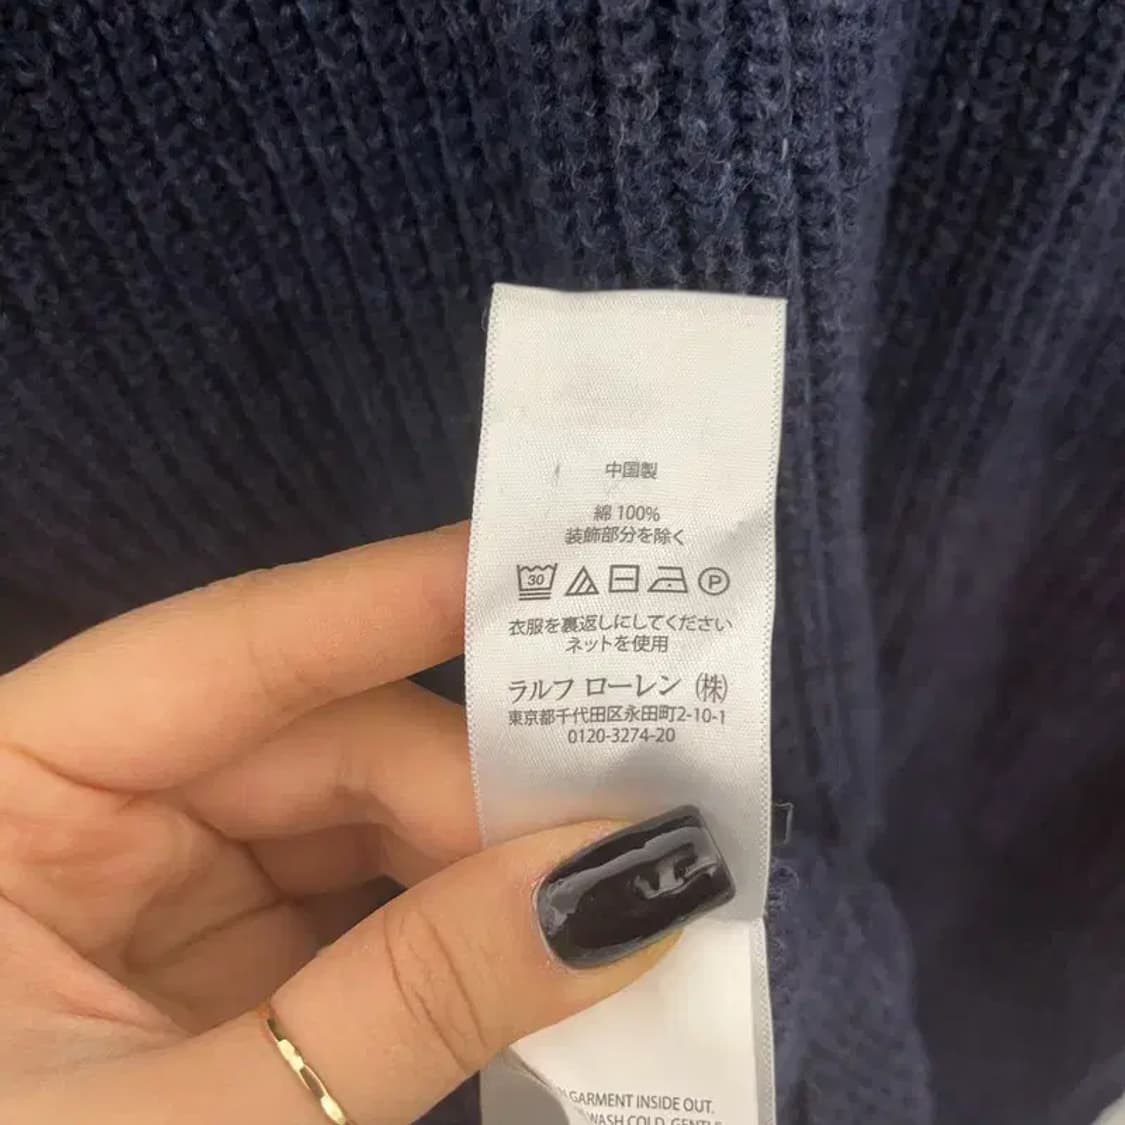 中国製
綿 100%
装飾部分を除く
30 P
衣服を裏返しにしてください
ネットを使用
ラルフ ローレン (株)
東京都千代田区永田町2-10-1
0120-3274-20
GARMENT INSIDE OUT.
WASH COLD, GENTLE